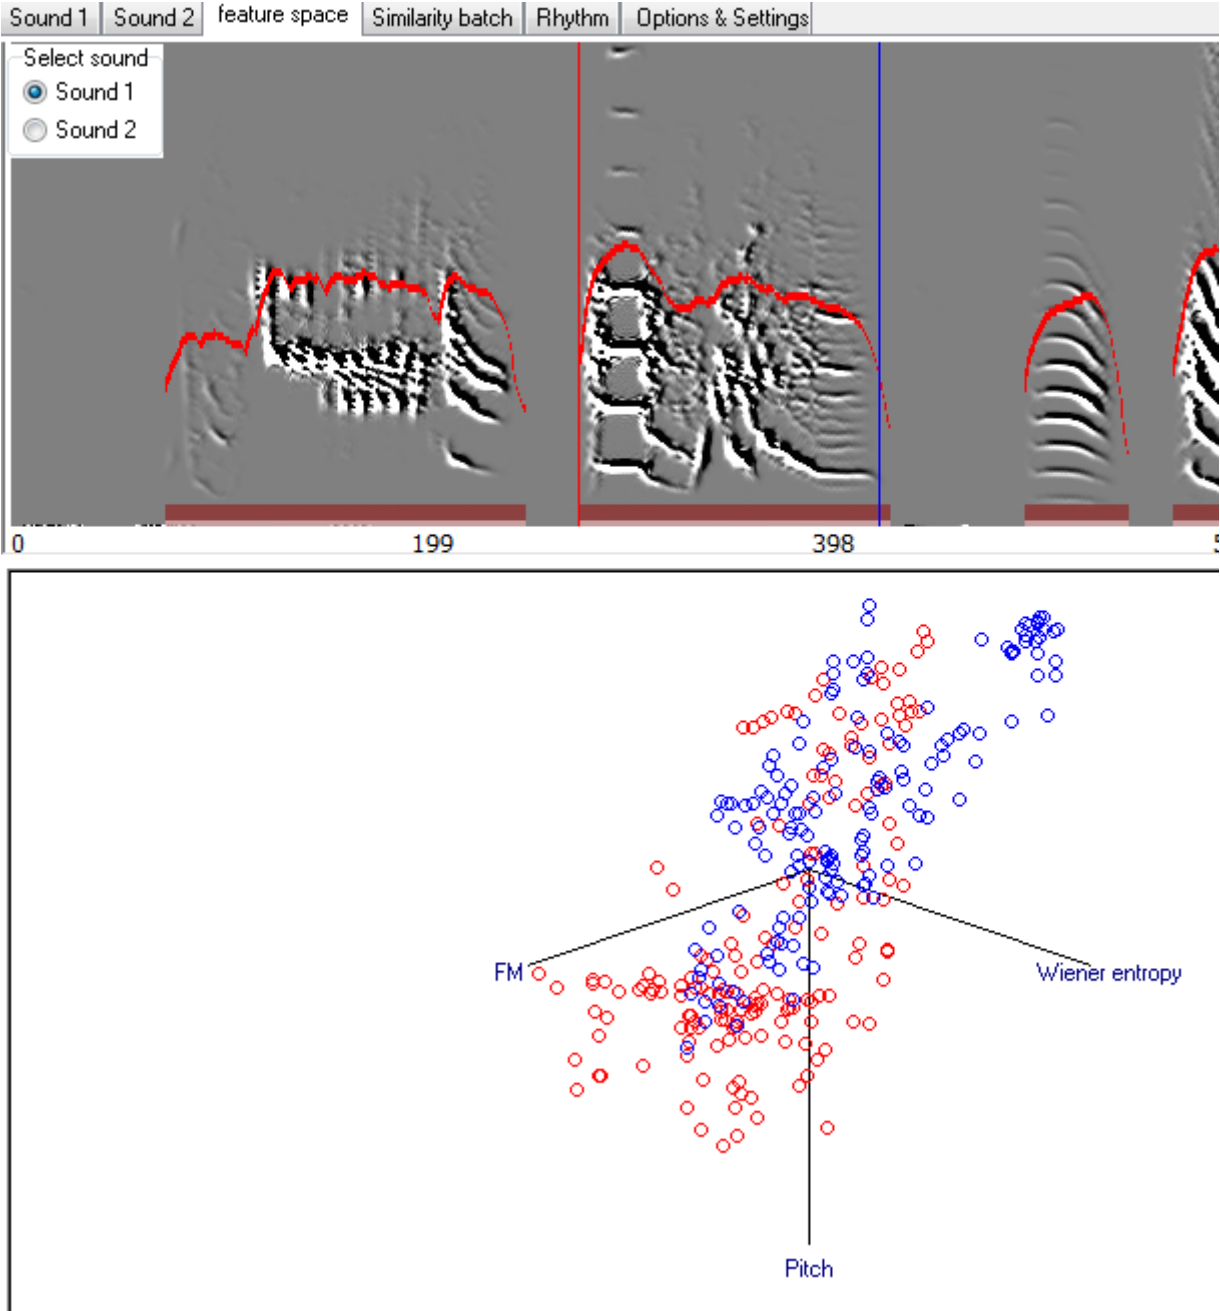 Sound 1 Sound 2 feature space Similarity batch Rhythm Options & Settings
Select sound
Sound 1
Sound 2
0 199 398
FM
Wiener entropy
Pitch